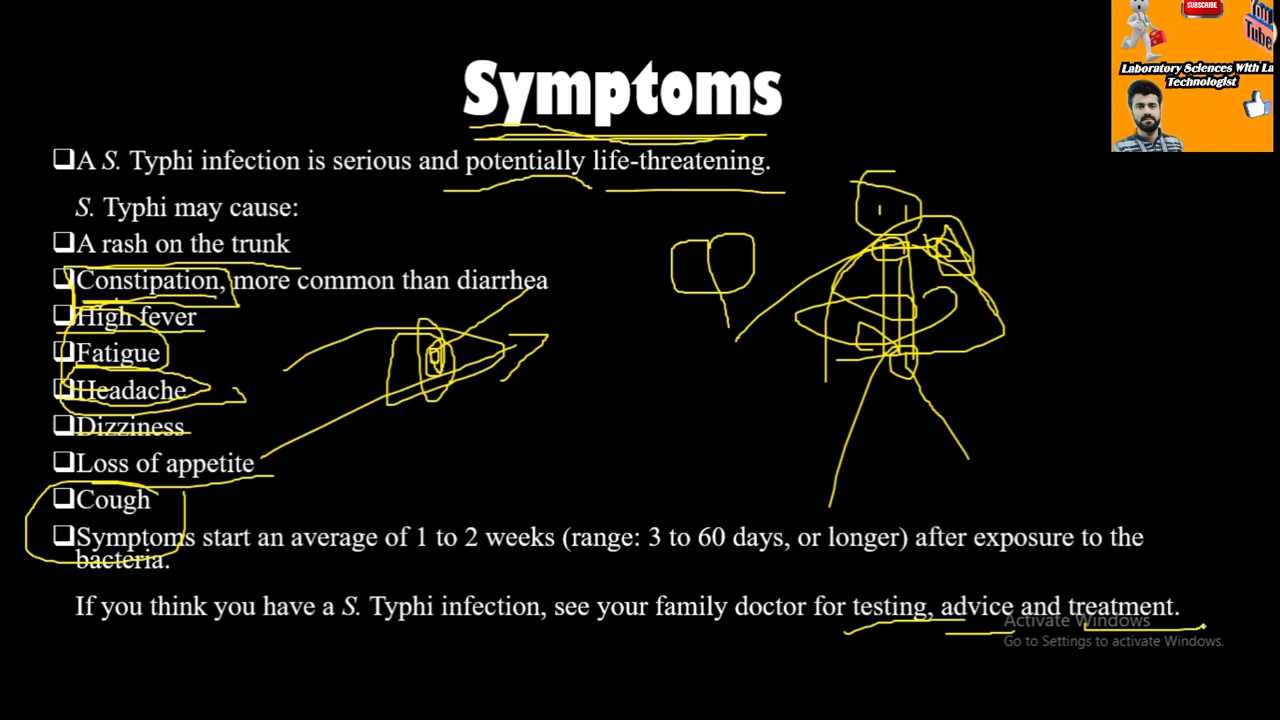 SUBSCRIBE
You
Tube
Laboratory Sciences With La
Technologist
Symptoms
❑A S. Typhi infection is serious and potentially life-threatening.
S. Typhi may cause:
❑A rash on the trunk
❑Constipation, more common than diarrhea
❑High fever
❑Fatigue
❑Headache
❑Dizziness
❑Loss of appetite
❑Cough
❑Symptoms start an average of 1 to 2 weeks (range: 3 to 60 days, or longer) after exposure to the
bacteria.
If you think you have a S. Typhi infection, see your family doctor for testing, advice and treatment.
Activate Windows
Go to Settings to activate Windows.